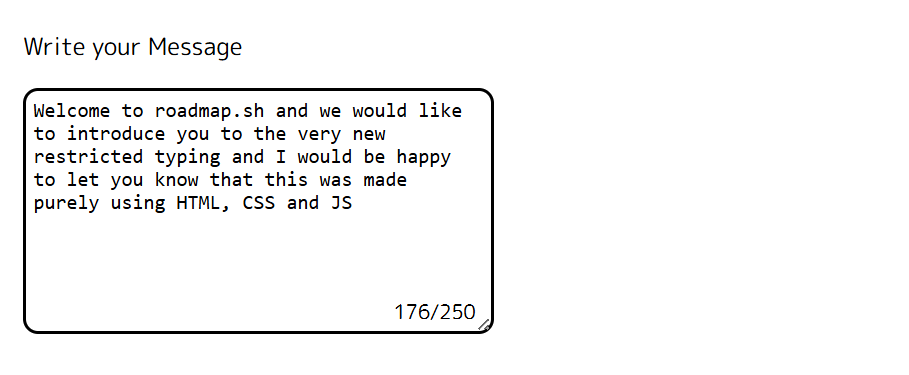 Write your Message
Welcome to roadmap.sh and we would like
to introduce you to the very new
restricted typing and I would be happy
to let you know that this was made
purely using HTML, CSS and JS
176/250